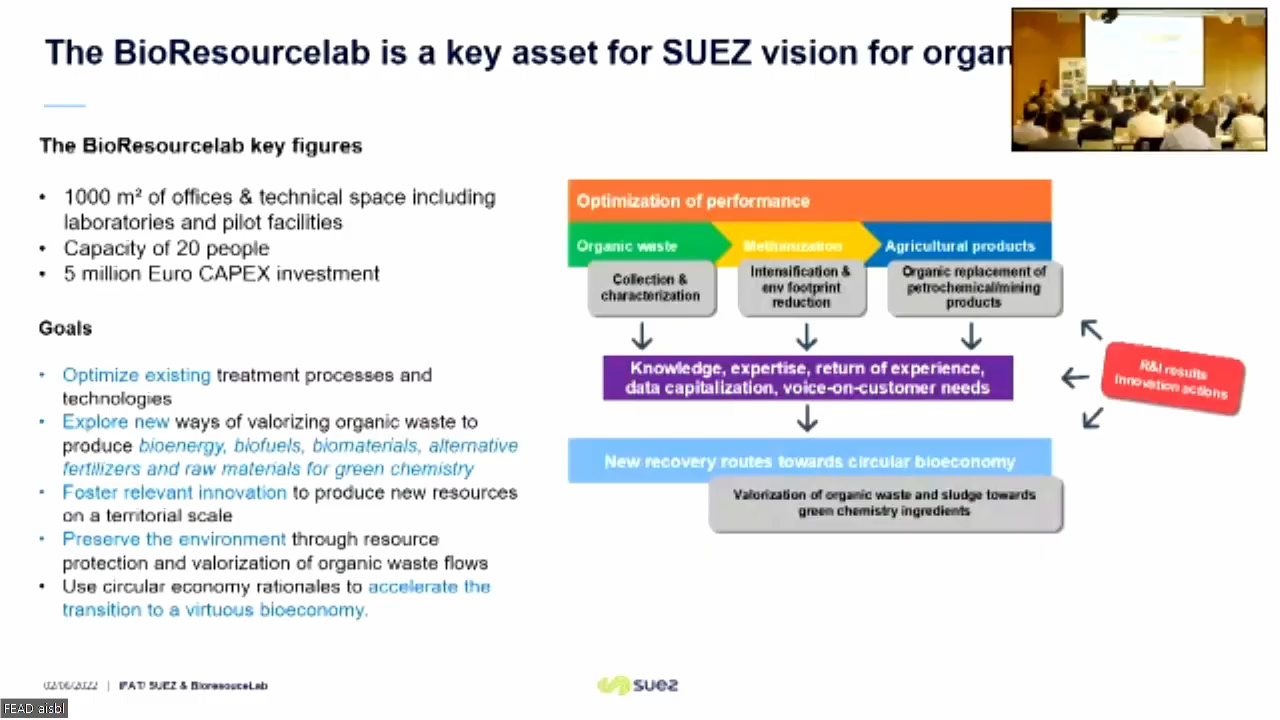 The BioResourcelab is a key asset for SUEZ vision for organ
The BioResourcelab key figures
• 1000 m² of offices & technical space including
laboratories and pilot facilities
• Capacity of 20 people
• 5 million Euro CAPEX investment
Goals
• Optimize existing treatment processes and
technologies
• Explore new ways of valorizing organic waste to
produce bioenergy, biofuels, biomaterials, alternative
fertilizers and raw materials for green chemistry
• Foster relevant innovation to produce new resources
on a territorial scale
• Preserve the environment through resource
protection and valorization of organic waste flows
• Use circular economy rationales to accelerate the
transition to a virtuous bioeconomy.
Optimization of performance
Organic waste
Methanization
Agricultural products
Collection &
characterization
Intensification &
env footprint
reduction
Organic replacement of
petrochemical/mining
products
Knowledge, expertise, return of experience,
data capitalization, voice-on-customer needs
R&I results
Innovation actions
New recovery routes towards circular bioeconomy
Valorization of organic waste and sludge towards
green chemistry ingredients
02/06/2022 | IFAT/ SUEZ & BioresouceLab
suez
FEAD aisbl